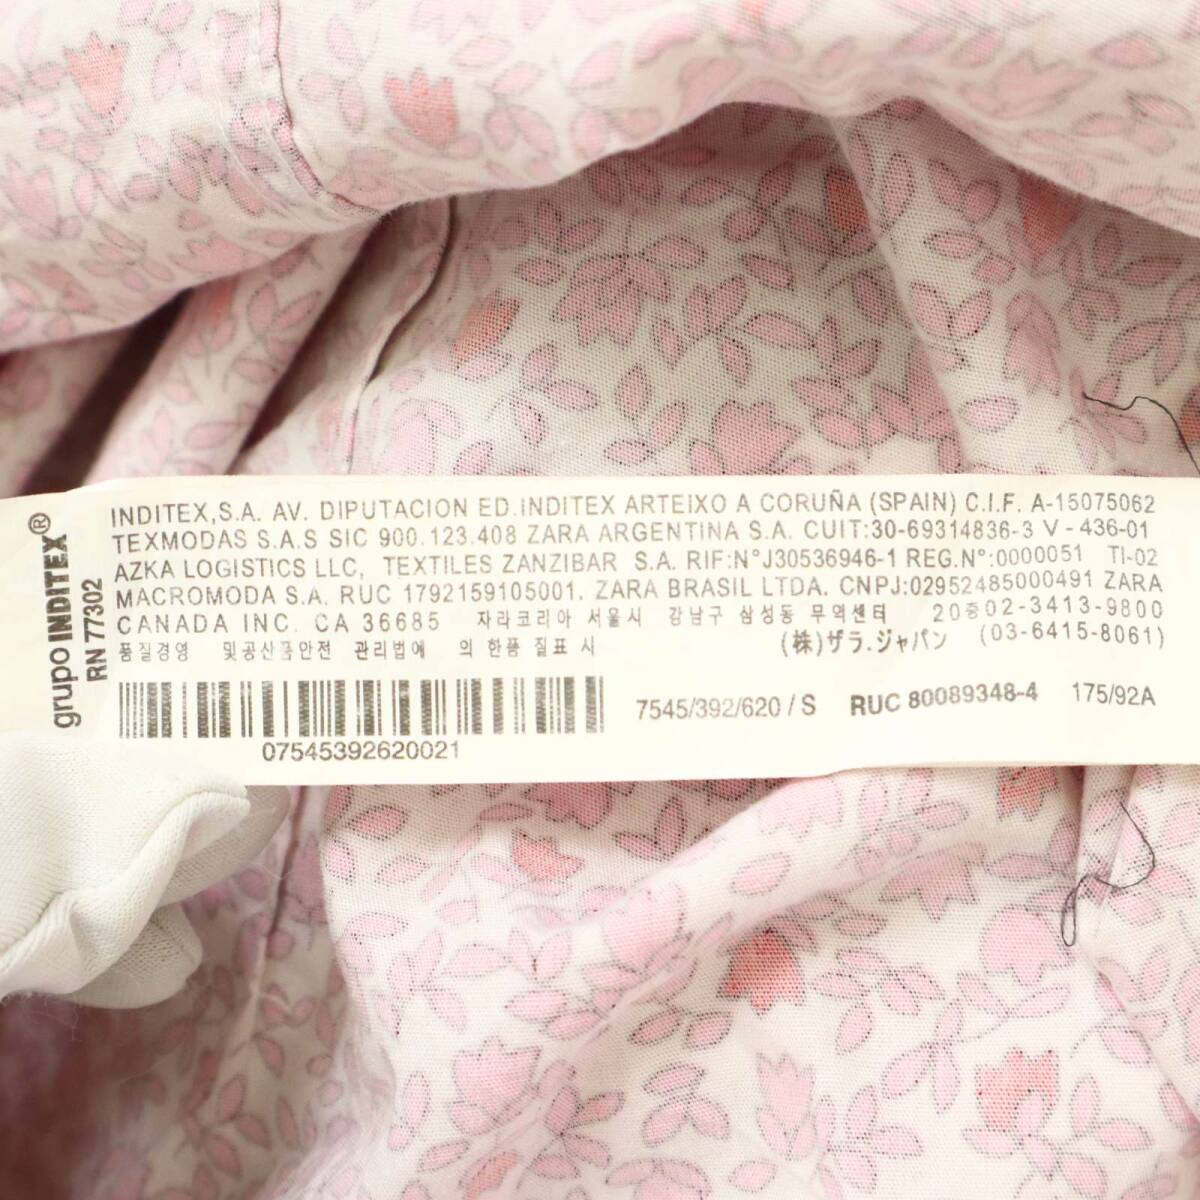 grupo INDITEX®
RN 77302
INDITEX,S.A. AV. DIPUTACION ED.INDITEX ARTEIXO A CORUÑA (SPAIN) C.I.F. A-15075062
TEXMODAS S.A.S SIC 900.123.408 ZARA ARGENTINA S.A. CUIT:30-69314836-3 V - 436-01
AZKA LOGISTICS LLC, TEXTILES ZANZIBAR S.A. RIF:N°J30536946-1 REG.N°:0000051 TI-02
MACROMODA S.A. RUC 1792159105001. ZARA BRASIL LTDA. CNPJ:02952485000491 ZARA
CANADA INC. CA 36685 자라코리아 서울시 강남구 삼성동 무역센터 20층02-3413-9800
품질경영 및공산품안전 관리법에 의 한품 질표 시 (株)ザラ.ジャパン (03-6415-8061)
7545/392/620 / S RUC 80089348-4 175/92A
07545392620021